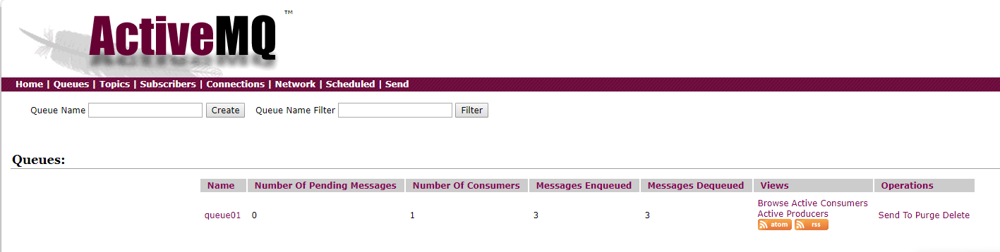 ActiveMQ ™
Home | Queues | Topics | Subscribers | Connections | Network | Scheduled | Send
Queue Name Create Queue Name Filter Filter
Queues:
Name Number Of Pending Messages Number Of Consumers Messages Enqueued Messages Dequeued Views Operations
queue01 0 1 3 3 Browse Active Consumers
Active Producers
atom rss
Send To Purge Delete